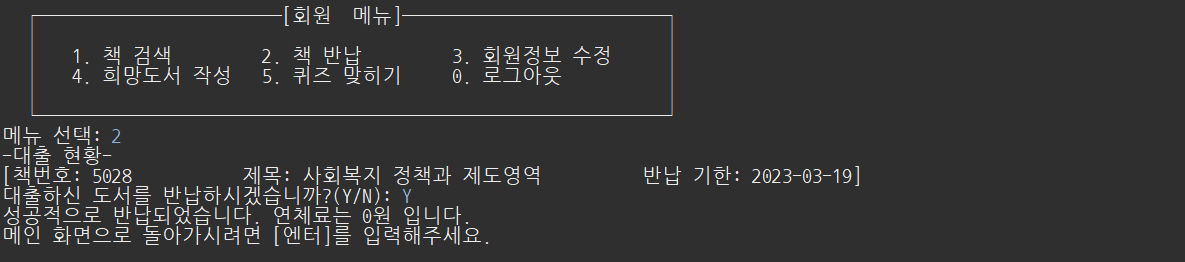 [회원 메뉴]
1. 책 검색 2. 책 반납 3. 회원정보 수정
4. 희망도서 작성 5. 퀴즈 맞히기 0. 로그아웃
메뉴 선택: 2
-대출 현황-
[책번호: 5028 제목: 사회복지 정책과 제도영역 반납 기한: 2023-03-19]
대출하신 도서를 반납하시겠습니까?(Y/N): Y
성공적으로 반납되었습니다. 연체료는 0원 입니다.
메인 화면으로 돌아가시려면 [엔터]를 입력해주세요.